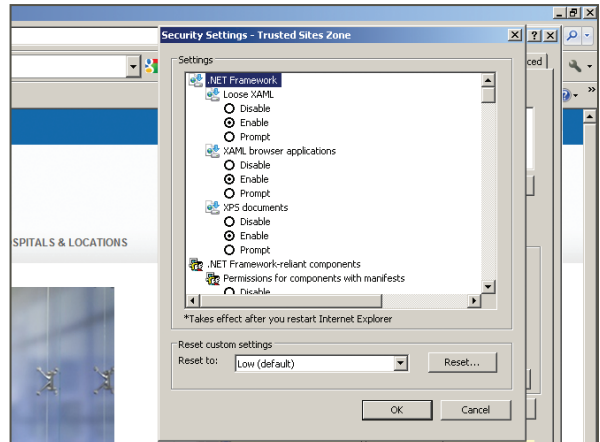 Security Settings - Trusted Sites Zone
ced
Settings
.NET Framework
Loose XAML
Disable
Enable
Prompt
XAML browser applications
Disable
Enable
Prompt
XPS documents
Disable
Enable
Prompt
.NET Framework-reliant components
Permissions for components with manifests
Disable
*Takes effect after you restart Internet Explorer
Reset custom settings
Reset to:
Low (default)
Reset...
OK
Cancel
SPITALS & LOCATIONS